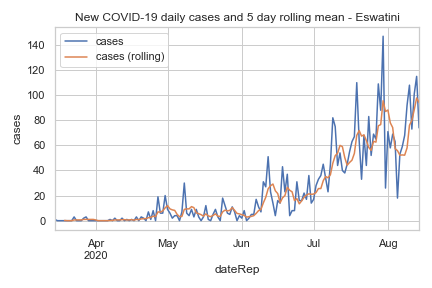 New COVID-19 daily cases and 5 day rolling mean - Eswatini
cases
cases (rolling)
140
120
100
80
60
40
20
0
cases
Apr
2020
May
Jun
Jul
Aug
dateRep